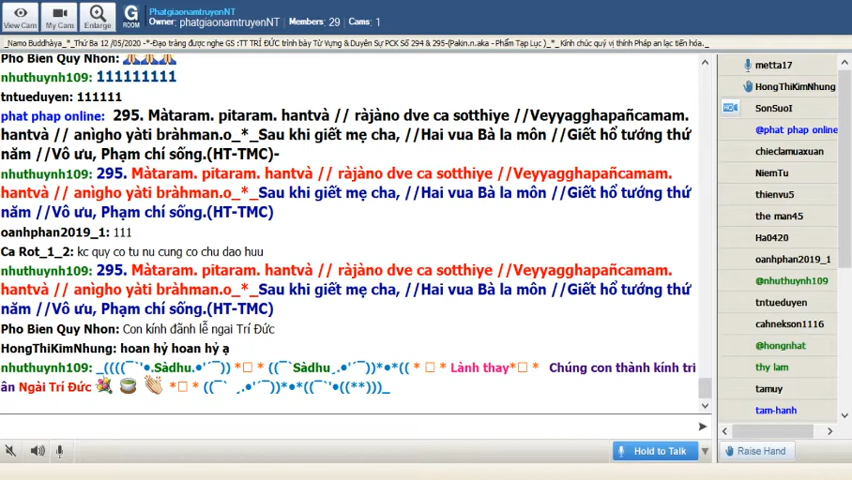 View Cam
My Cam
Enlarge
G
ROOM
PhatgiaonamtruyenNT
Owner: phatgiaonamtruyenNT
Members: 29
Cams: 1
_Namo Buddhàya_*_Thứ Ba 12 /05/2020 -*-Đạo tràng được nghe GS :TT TRÍ ĐỨC trình bày Từ Vựng &Duyên Sự PCK Số 294 & 295-(Pakin.n.aka - Phẩm Tạp Lục )_*_Kính chúc quý vị thính Pháp an lạc tiến hóa._
Pho Bien Quy Nhon: 🙏🙏🙏
nhuthuynh109: 111111111
tntueduyen: 111111
phat phap online: 295. Màtaram. pitaram. hantvà // ràjàno dve ca sotthiye //Veyyagghapañcamam.
hantvà // anìgho yàti bràhman.o_*_Sau khi giết mẹ cha, //Hai vua Bà la môn //Giết hổ tướng thứ
năm //Vô ưu, Phạm chí sống.(HT-TMC)-
nhuthuynh109: 295. Màtaram. pitaram. hantvà // ràjàno dve ca sotthiye //Veyyagghapañcamam.
hantvà // anìgho yàti bràhman.o_*_Sau khi giết mẹ cha, //Hai vua Bà la môn //Giết hổ tướng thứ
năm //Vô ưu, Phạm chí sống.(HT-TMC)
oanhphan2019_1: 111
Ca Rot_1_2: kc quy co tu nu cung co chu dao huu
nhuthuynh109: 295. Màtaram. pitaram. hantvà // ràjàno dve ca sotthiye //Veyyagghapañcamam.
hantvà // anìgho yàti bràhman.o_*_Sau khi giết mẹ cha, //Hai vua Bà la môn //Giết hổ tướng thứ
năm //Vô ưu, Phạm chí sống.(HT-TMC)
Pho Bien Quy Nhon: Con kính đãnh lễ ngai Trí Đức
HongThiKimNhung: hoan hỷ hoan hỷ ạ
nhuthuynh109: _((((¯`'•.Sàdhu.•'´¯)) *□ * ((¯`Sàdhu¸.•'´¯))*•*(( * □ * Lành thay*□ * Chúng con thành kính tri
ân Ngài Trí Đức 💐 🍵 👏 *□ * ((¯` ¸.•'´¯))*•*((¯`'•((**)))_
metta17
HongThiKimNhung
SonSuoI
@phat phap online
chieclamuaxuan
NiemTu
thienvu5
the man45
Ha0420
oanhphan2019_1
@nhuthuynh109
tntueduyen
cahnekson1116
@hongnhat
thy lam
tamuy
tam-hanh
Hold to Talk
Raise Hand